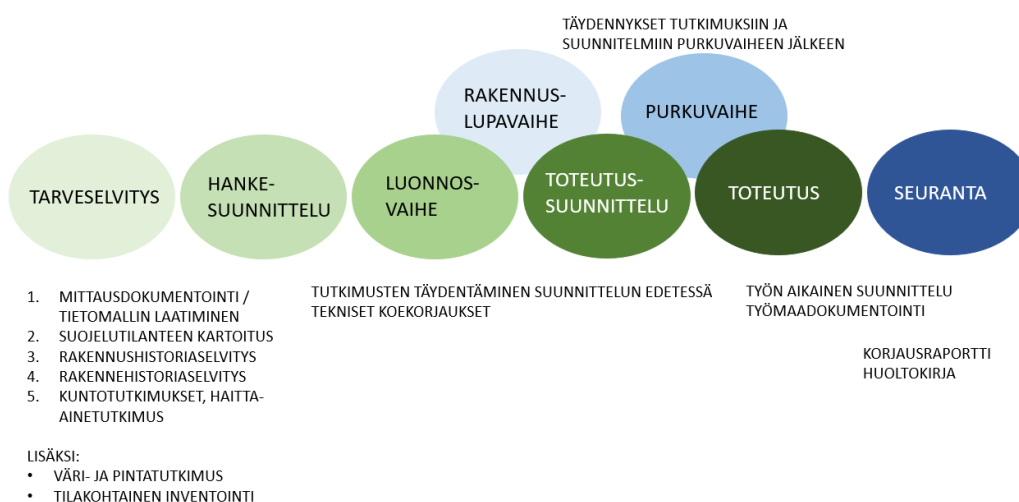 TÄYDENNYKSET TUTKIMUKSIIN JA
SUUNNITELMIIN PURKUVAIHEEN JÄLKEEN
RAKENNUS-
LUPAVAIHE
PURKUVAIHE
TARVESELVITYS
HANKE-
SUUNNITTELU
LUONNOS-
VAIHE
TOTEUTUS-
SUUNNITTELU
TOTEUTUS
SEURANTA
1. MITTAUSDOKUMENTOINTI /
TIETOMALLIN LAATIMINEN
2. SUOJELUTILANTEEN KARTOITUS
3. RAKENNUSHISTORIASELVITYS
4. RAKENNEHISTORIASELVITYS
5. KUNTOTUTKIMUKSET, HAITTA-
AINETUTKIMUS
LISÄKSI:
• VÄRI- JA PINTATUTKIMUS
• TILAKOHTAINEN INVENTOINTI
TUTKIMUSTEN TÄYDENTÄMINEN SUUNNITTELUN EDETESSÄ
TEKNISET KOEKORJAUKSET
TYÖN AIKAINEN SUUNNITTELU
TYÖMAADOKUMENTOINTI
KORJAUSRAPORTTI
HUOLTOKIRJA